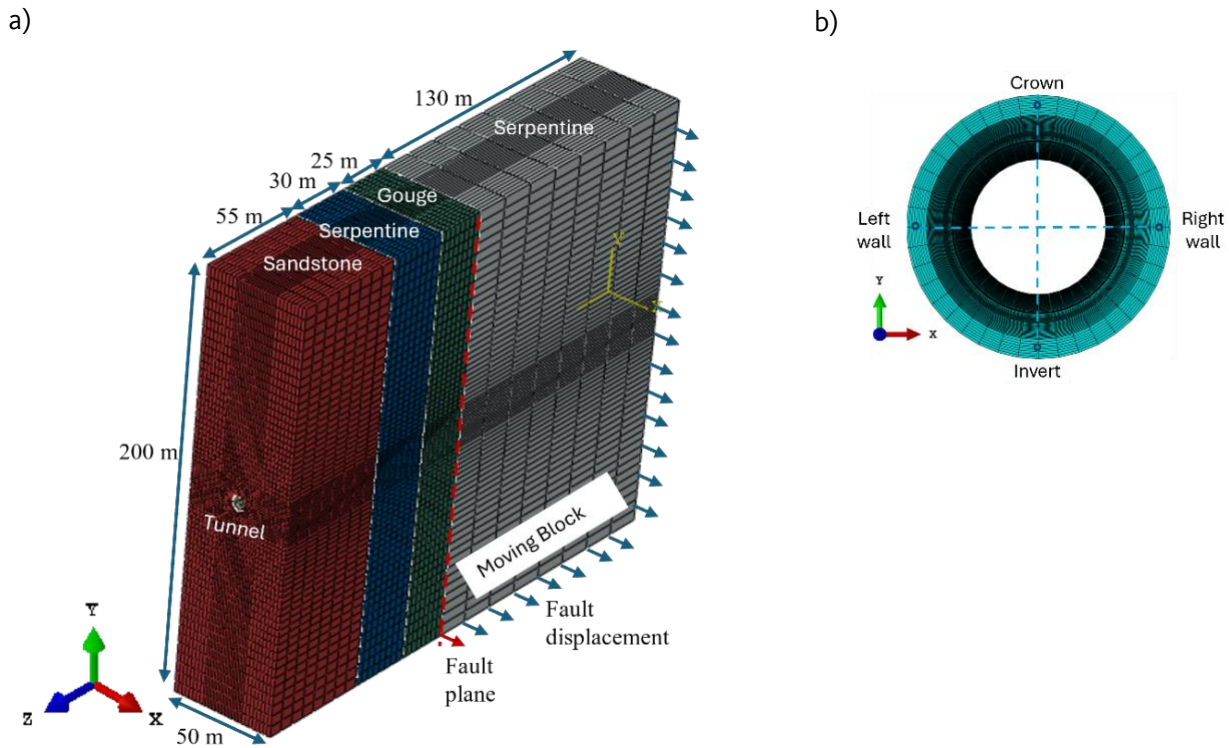 a)
b)
130 m
Serpentine
25 m
Gouge
30 m
Serpentine
55 m
Sandstone
200 m
Tunnel
Y
Moving Block
Fault
displacement
Fault
plane
Y
Z
X
50 m
Crown
Left
wall
Right
wall
Y
X
Invert